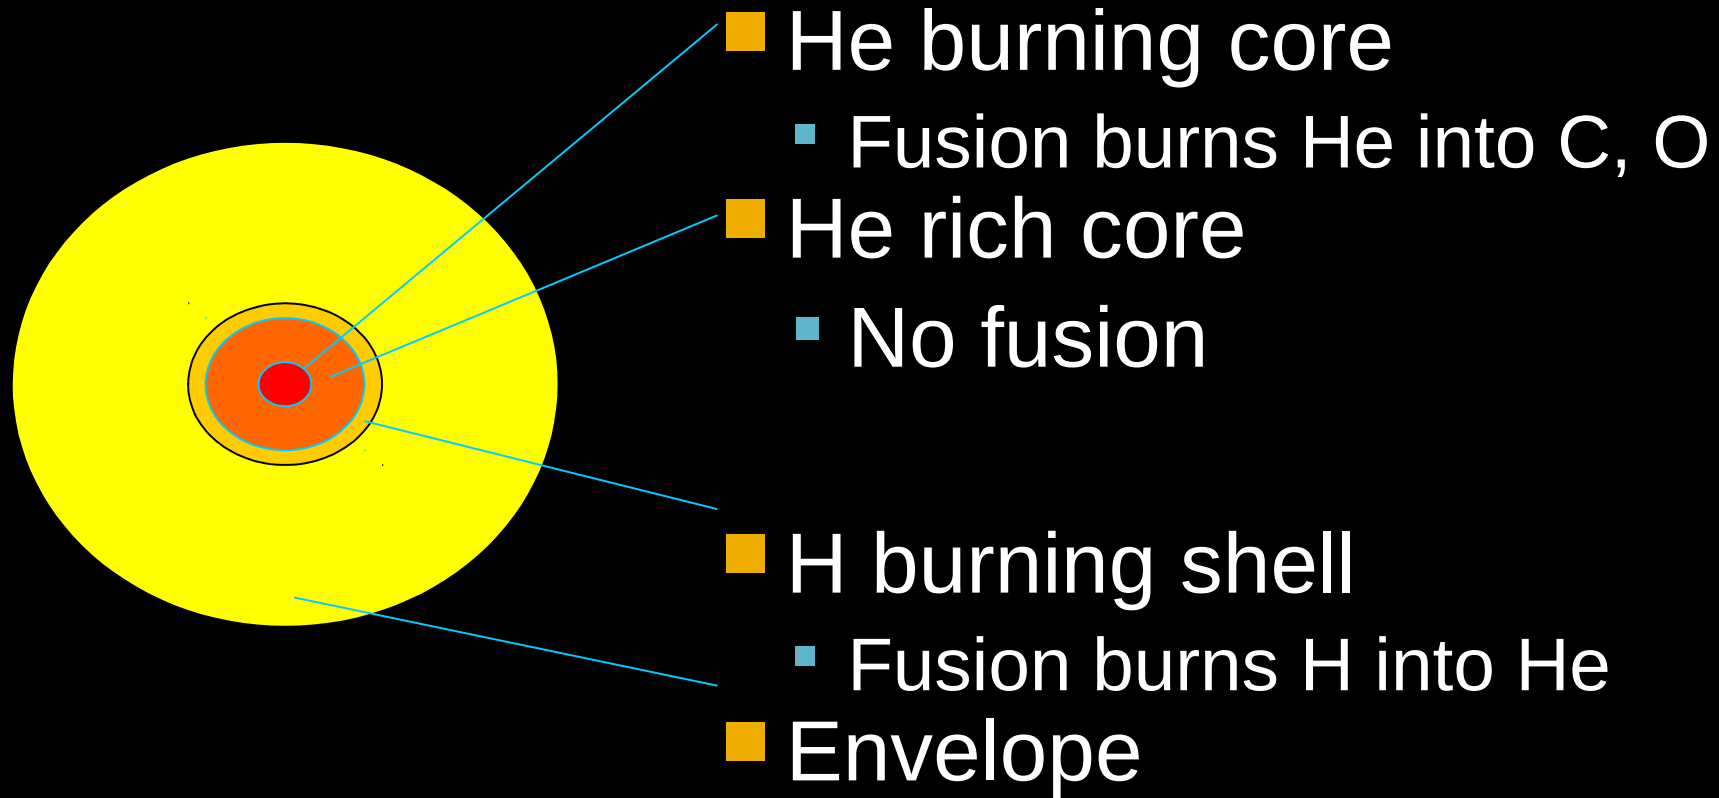 He burning core
Fusion burns He into C, O
He rich core
No fusion
H burning shell
Fusion burns H into He
Envelope